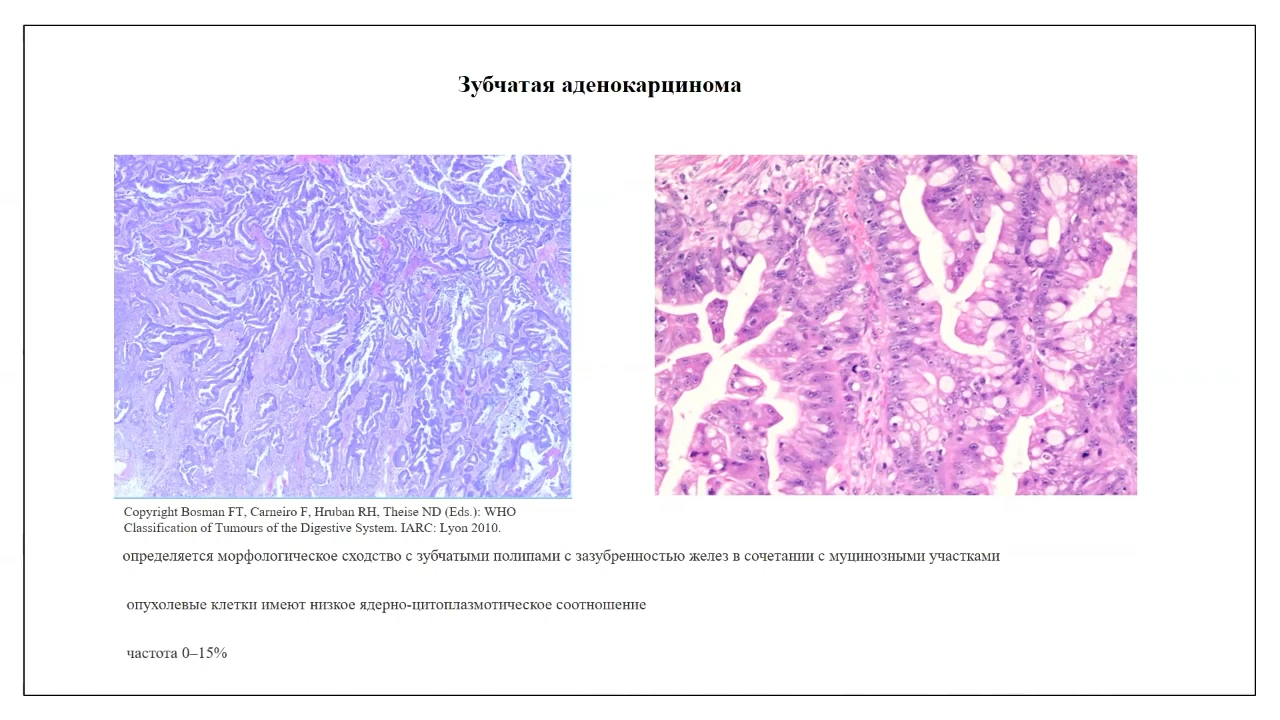 Зубчатая аденокарцинома
Copyright Bosman FT, Carneiro F, Hruban RH, Theise ND (Eds.): WHO
Classification of Tumours of the Digestive System. IARC: Lyon 2010.
определяется морфологическое сходство с зубчатыми полипами с зазубренностью желез в сочетании с муцинозными участками
опухолевые клетки имеют низкое ядерно-цитоплазмотическое соотношение
частота 0–15%